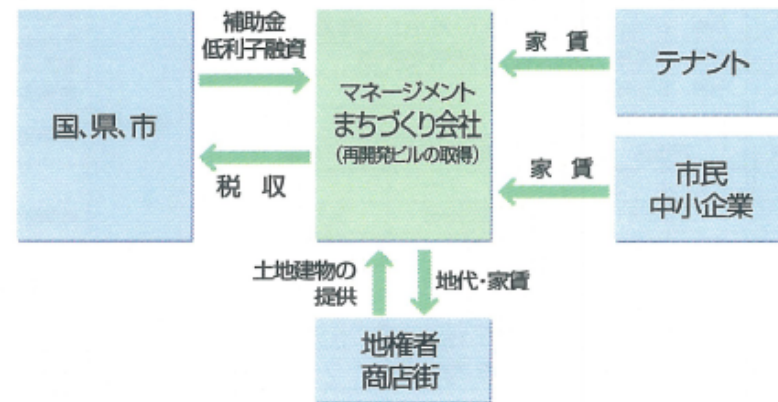 補助金
低利子融資
国、県、市
税 収
マネージメント
まちづくり会社
(再開発ビルの取得)
家 賃
テナント
家 賃
市民
中小企業
土地建物の
提供
地代・家賃
地権者
商店街